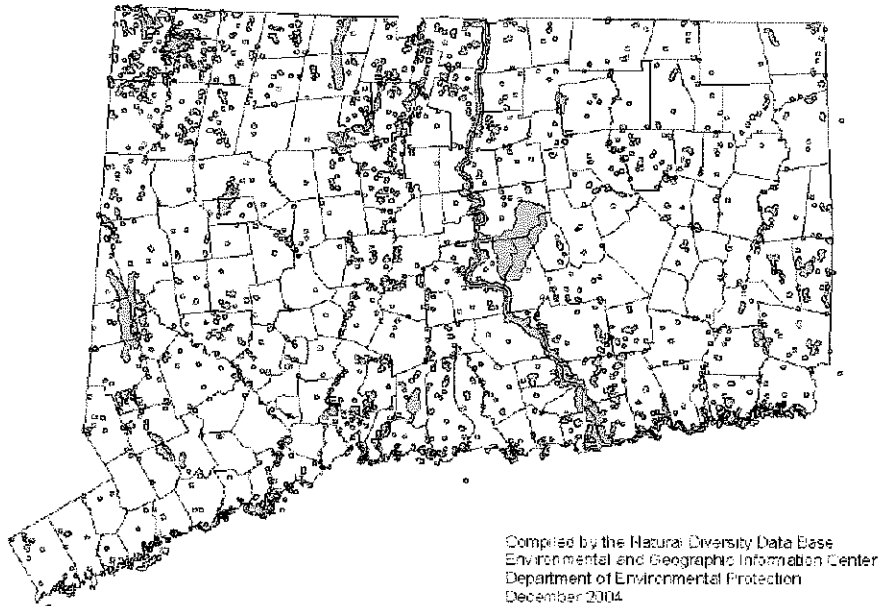 Compiled by the Natural Diversity Data Base
Environmental and Geographic Information Center
Department of Environmental Protection
December 2004